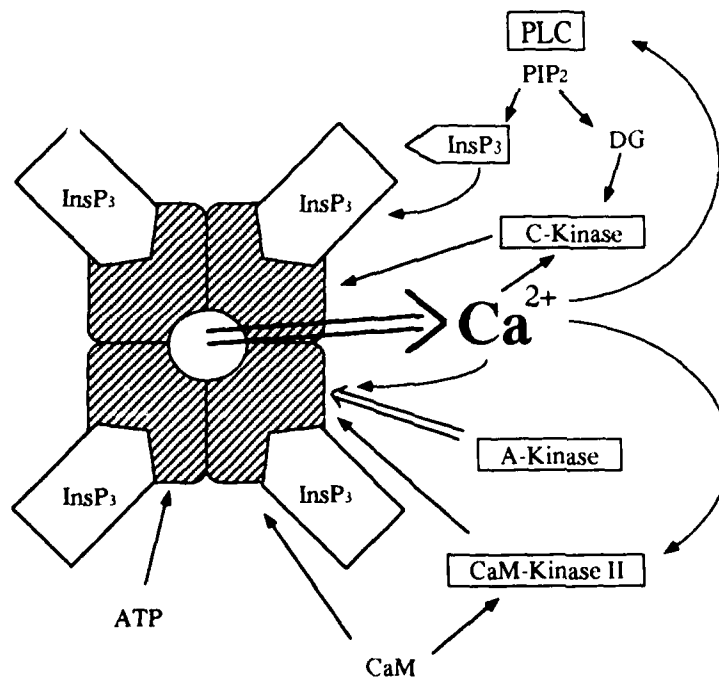 PLC
PIP2
InsP3
DG
InsP3
InsP3
C-Kinase
Ca2+
A-Kinase
InsP3
InsP3
CaM-Kinase II
ATP
CaM